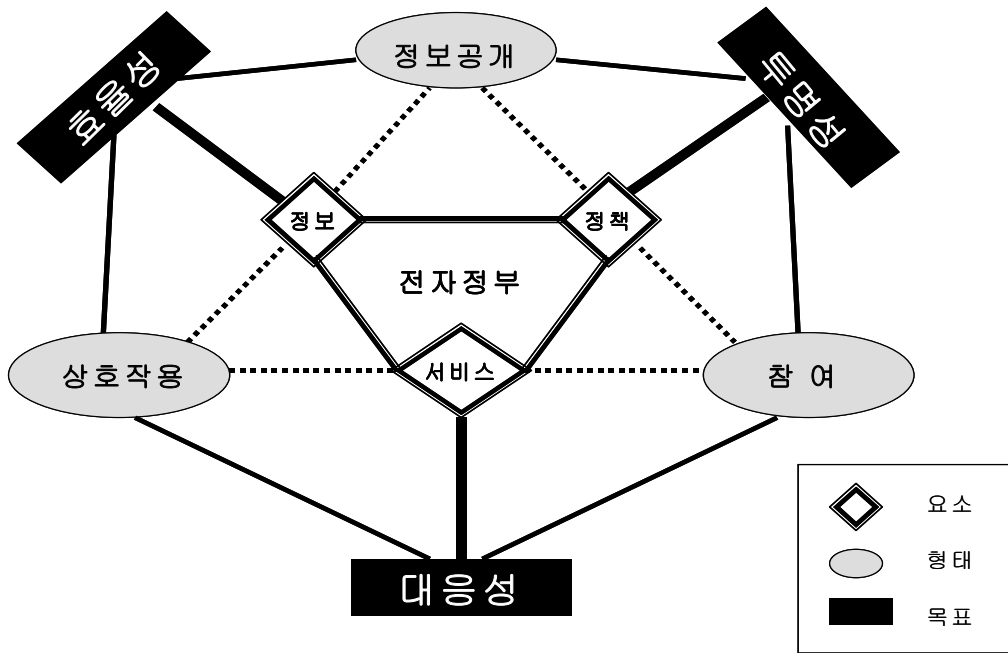 정보공개
효율성
투명성
정보
정책
전자정부
상호작용
서비스
참 여
대응성
요소
형태
목표